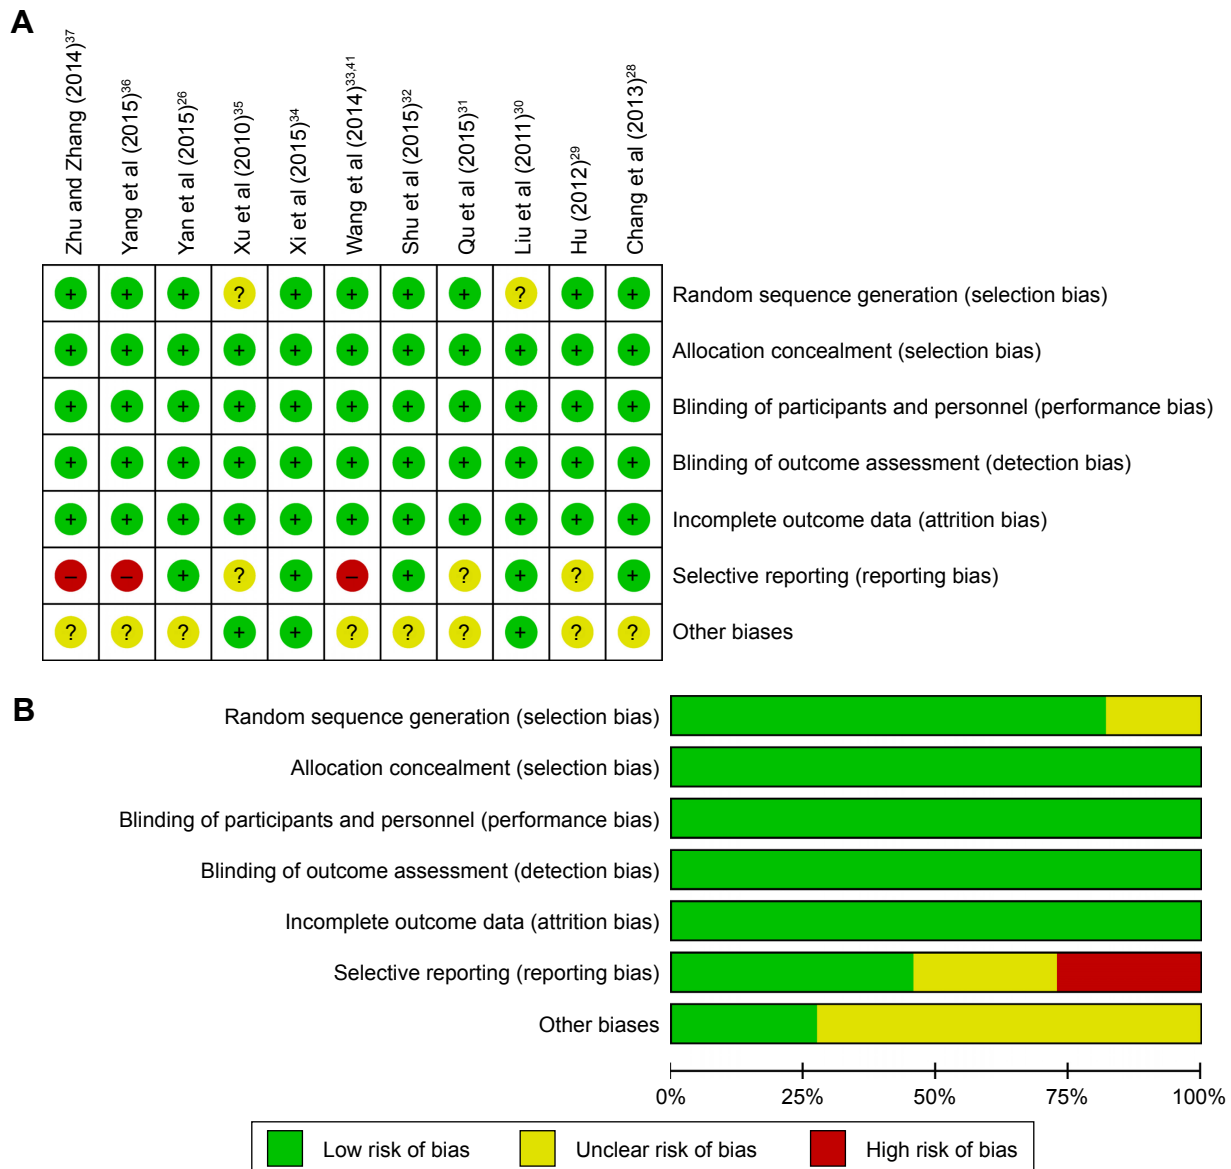 A
Zhu and Zhang (2014)37
Yang et al (2015)36
Yan et al (2015)26
Xu et al (2010)35
Xi et al (2015)34
Wang et al (2014)33,41
Shu et al (2015)32
Qu et al (2015)31
Liu et al (2011)30
Hu (2012)29
Chang et al (2013)28
+ + + ? + + + + ? + + Random sequence generation (selection bias)
+ + + + + + + + + + + Allocation concealment (selection bias)
+ + + + + + + + + + + Blinding of participants and personnel (performance bias)
+ + + + + + + + + + + Blinding of outcome assessment (detection bias)
+ + + + + + + + + + + Incomplete outcome data (attrition bias)
– – + ? + – + ? + ? + Selective reporting (reporting bias)
? ? ? + + ? ? ? + ? ? Other biases
B
Random sequence generation (selection bias)
Allocation concealment (selection bias)
Blinding of participants and personnel (performance bias)
Blinding of outcome assessment (detection bias)
Incomplete outcome data (attrition bias)
Selective reporting (reporting bias)
Other biases
0% 25% 50% 75% 100%
Low risk of bias Unclear risk of bias High risk of bias